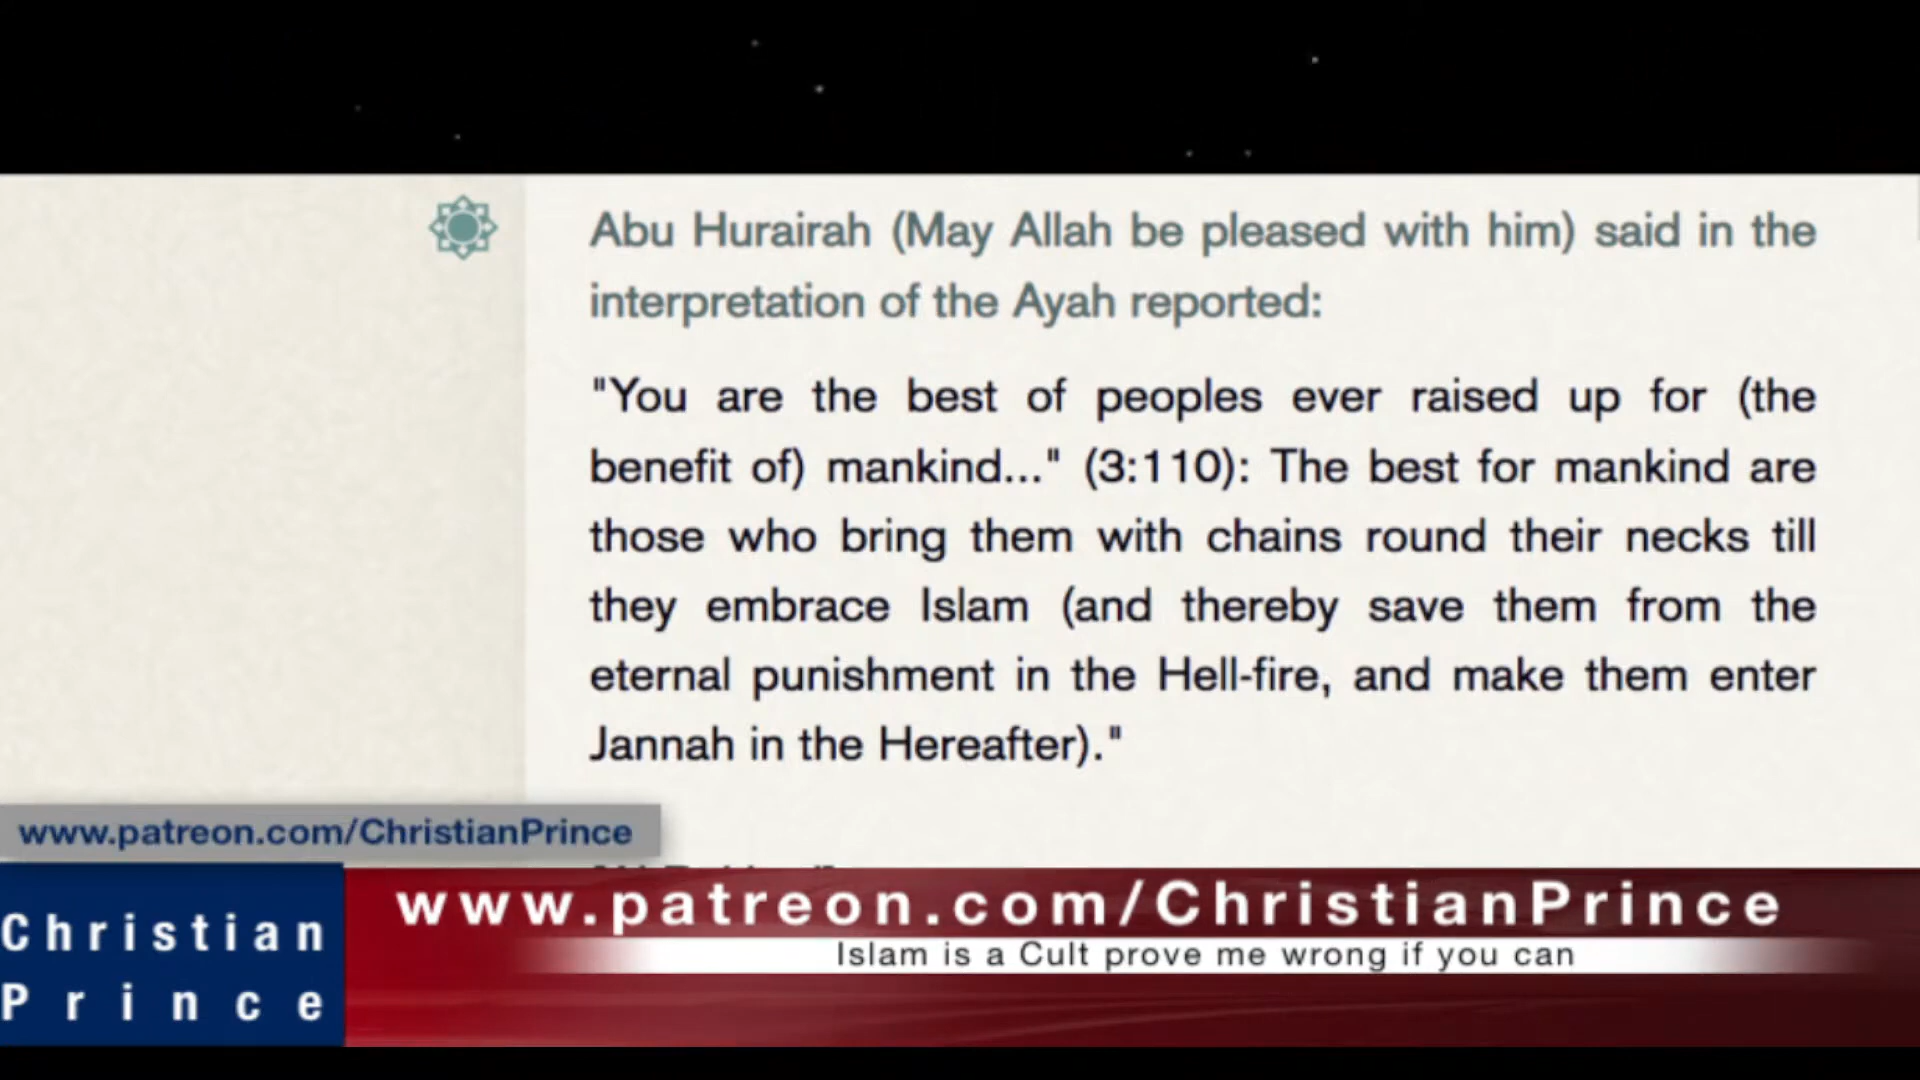 Abu Hurairah (May Allah be pleased with him) said in the
interpretation of the Ayah reported:
"You are the best of peoples ever raised up for (the
benefit of) mankind..." (3:110): The best for mankind are
those who bring them with chains round their necks till
they embrace Islam (and thereby save them from the
eternal punishment in the Hell-fire, and make them enter
Jannah in the Hereafter)."
www.patreon.com/ChristianPrince
www.patreon.com/ChristianPrince
Islam is a Cult prove me wrong if you can
Christian
Prince